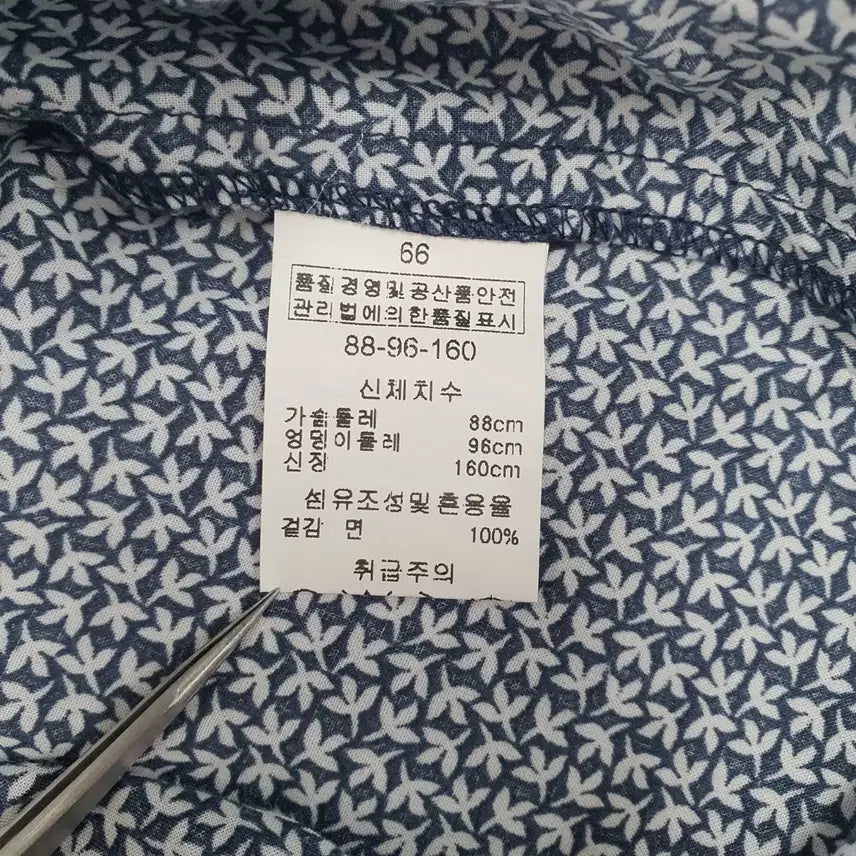 66
품질경영및공산품안전
관리법에의한품질표시
88-96-160
신체치수
가슴둘레 88cm
엉덩이둘레 96cm
신장 160cm
섬유조성및혼용율
겉감 면 100%
취급주의